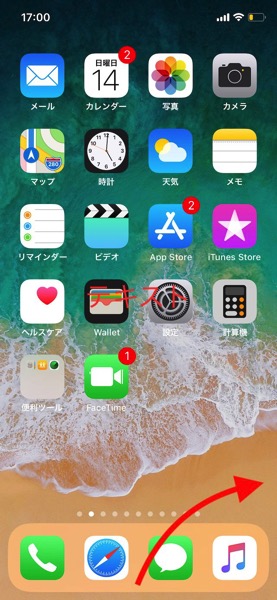 17:00
2
日曜日
14
メール
カレンダー
写真
カメラ
280
マップ
時計
天気
メモ
2
リマインダー
ビデオ
App Store
iTunes Store
テキスト
ヘルスケア
Wallet
設定
計算機
1
便利ツール
FaceTime